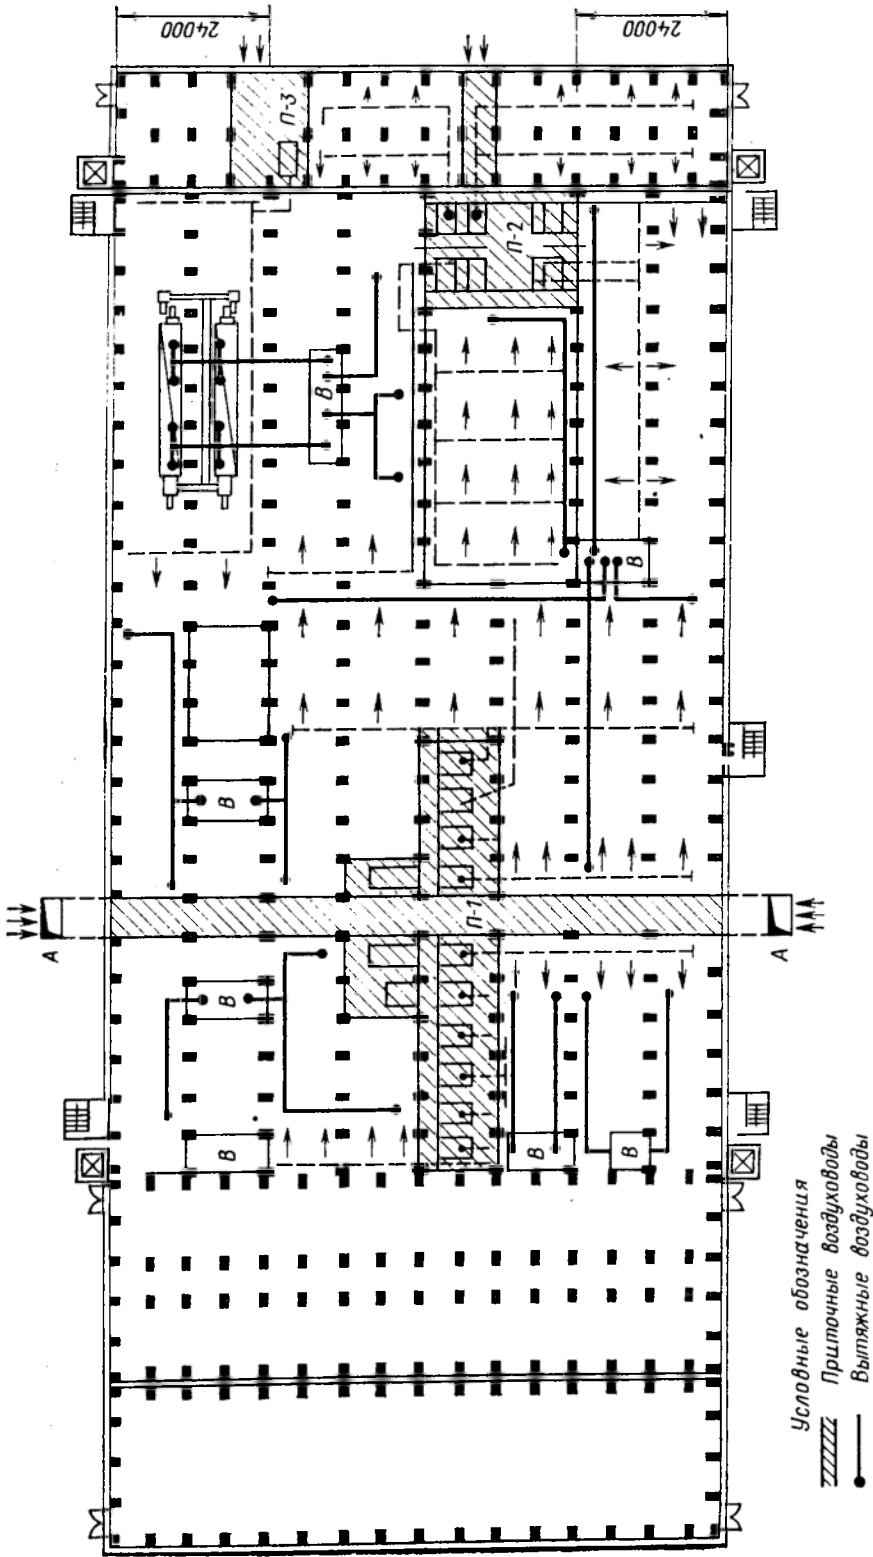 24000
24000
П-3
П-2
В
В
В
П-1
А
А
В
В
В
В
Условные обозначения
Приточные воздуховоды
Вытяжные воздуховоды